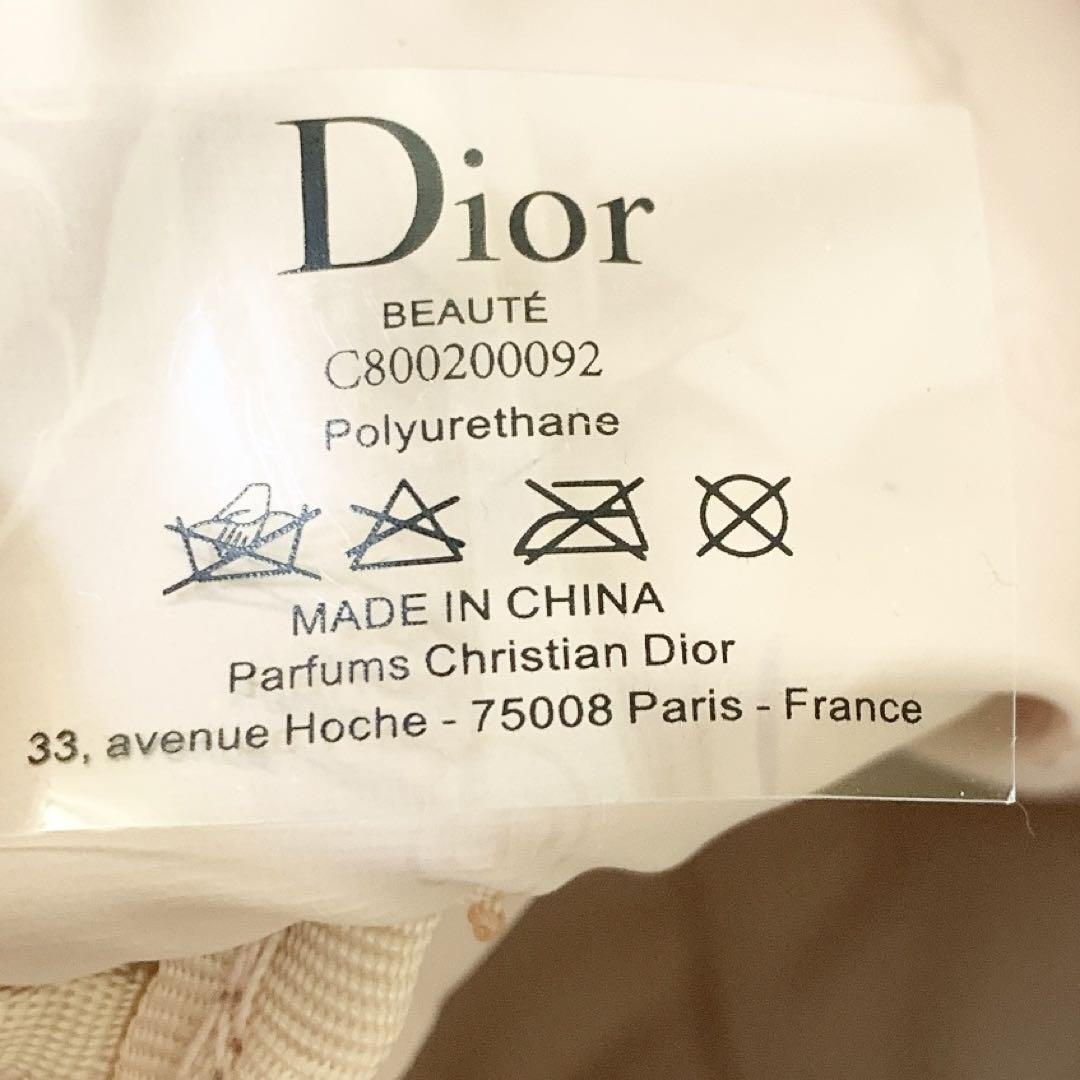 Dior
BEAUTÉ
C800200092
Polyurethane
MADE IN CHINA
Parfums Christian Dior
33, avenue Hoche - 75008 Paris - France